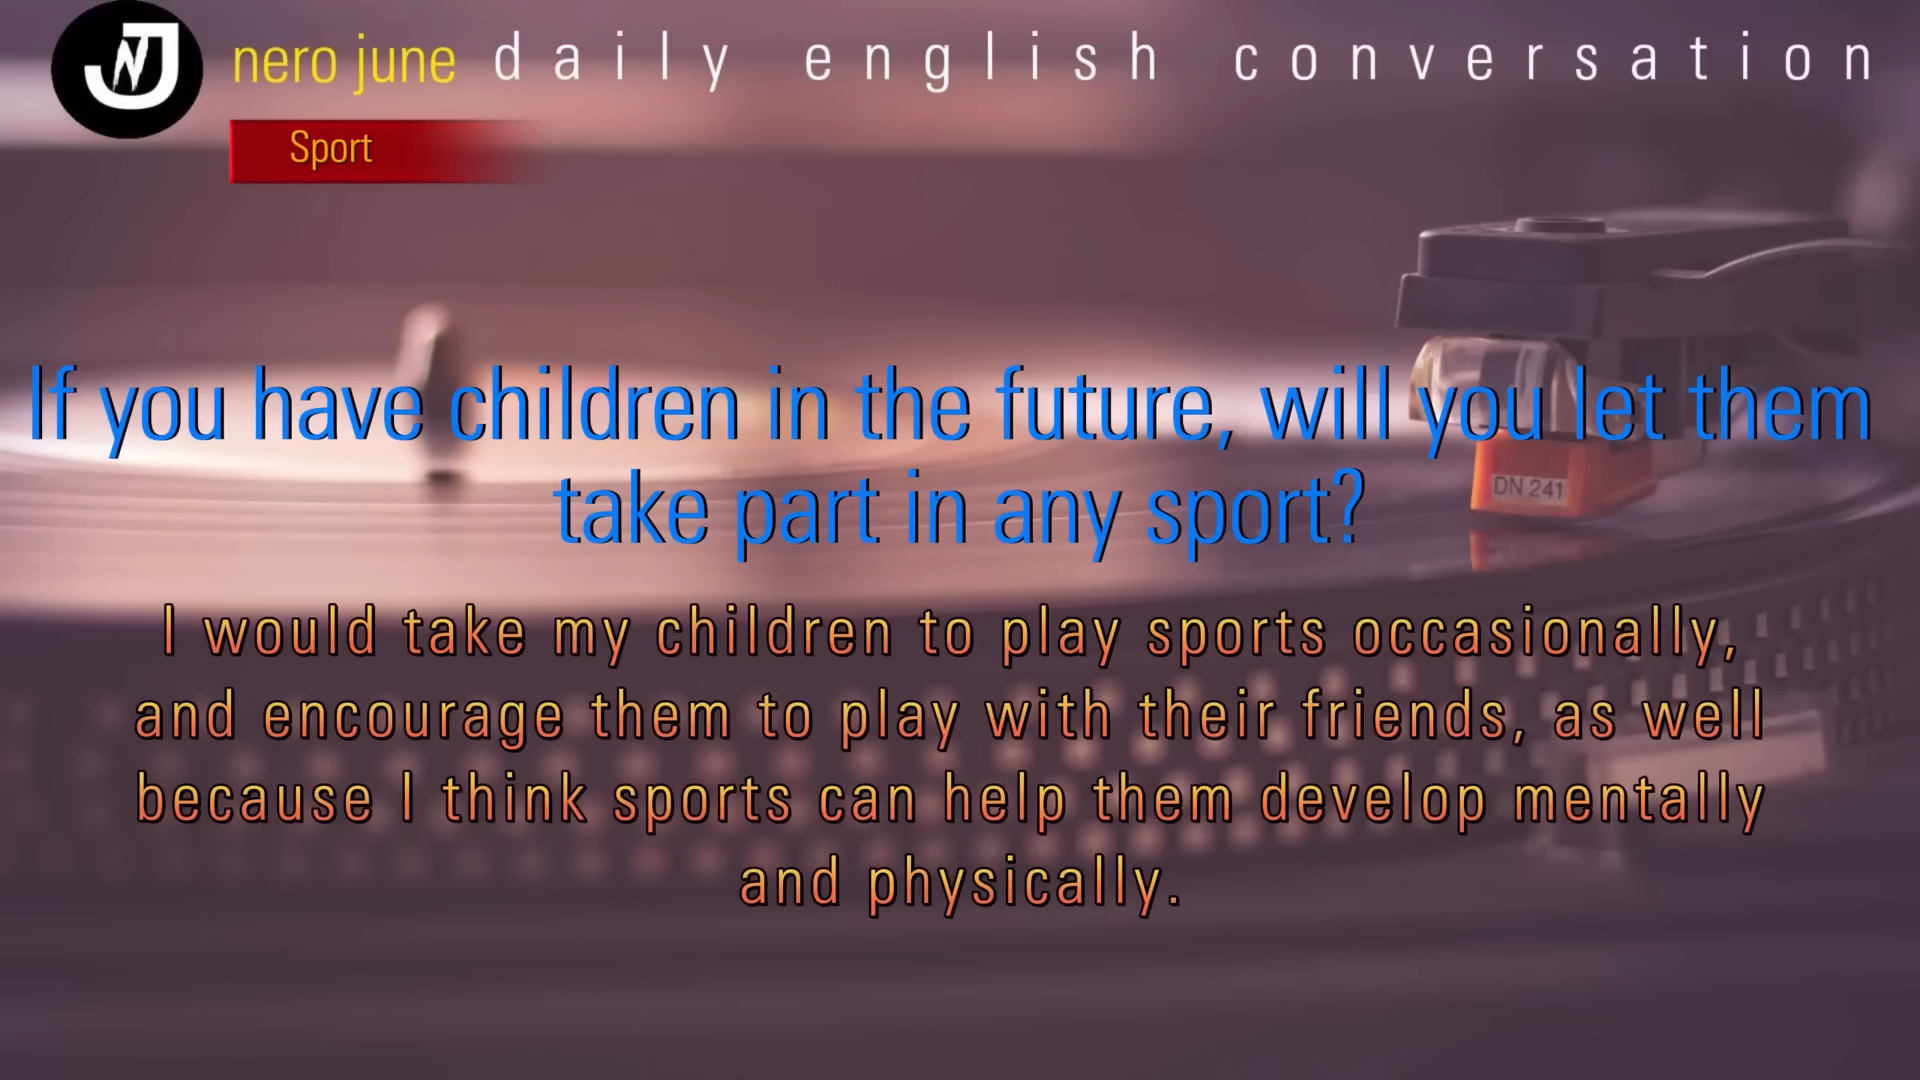 NJ
nero june daily english conversation
Sport
If you have children in the future, will you let them
take part in any sport?
DN 241
I would take my children to play sports occasionally,
and encourage them to play with their friends, as well
because I think sports can help them develop mentally
and physically.